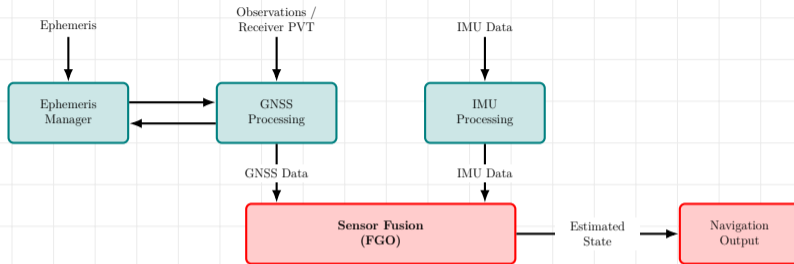 Ephemeris
Observations /
Receiver PVT
IMU Data
Ephemeris
Manager
GNSS
Processing
IMU
Processing
GNSS Data
IMU Data
Sensor Fusion
(FGO)
Estimated
State
Navigation
Output